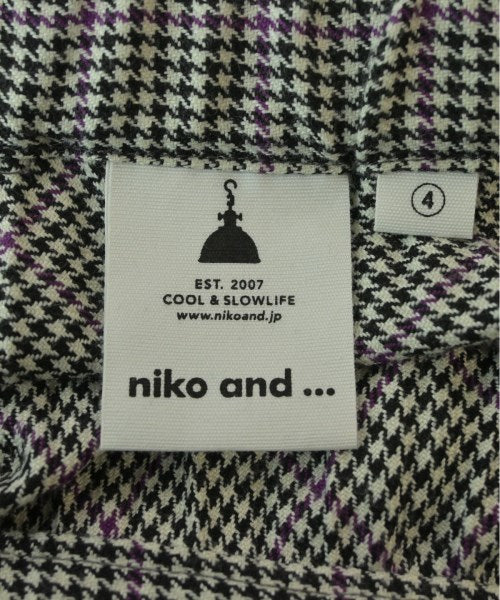 4
EST. 2007
COOL & SLOWLIFE
www.nikoand.jp
niko and ...